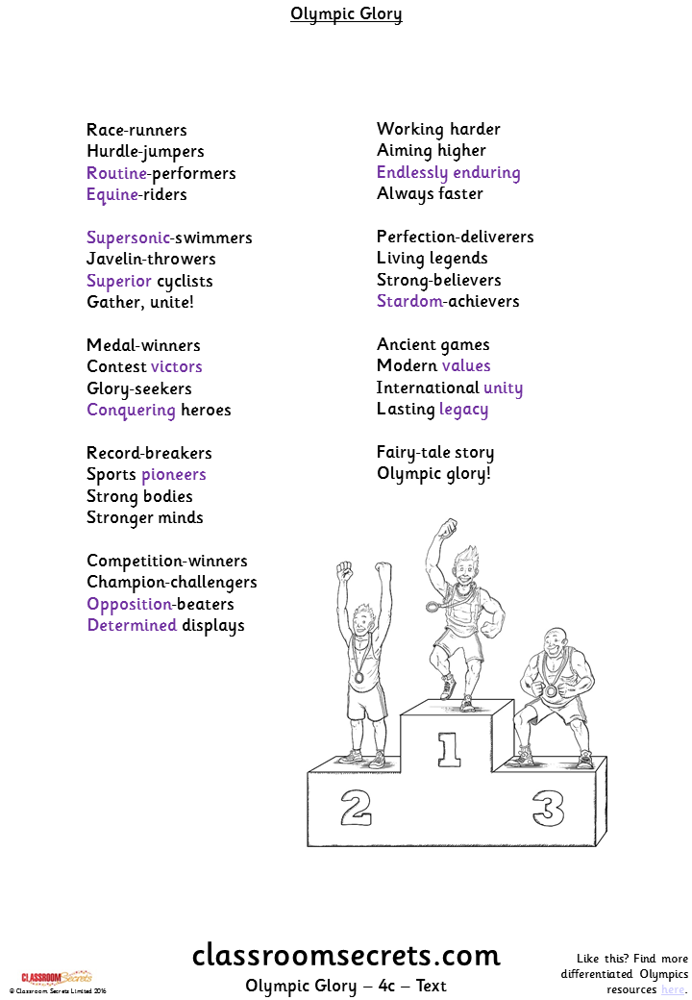 Olympic Glory
Race-runners
Hurdle-jumpers
Routine-performers
Equine-riders
Supersonic-swimmers
Javelin-throwers
Superior cyclists
Gather, unite!
Medal-winners
Contest victors
Glory-seekers
Conquering heroes
Record-breakers
Sports pioneers
Strong bodies
Stronger minds
Competition-winners
Champion-challengers
Opposition-beaters
Determined displays
Working harder
Aiming higher
Endlessly enduring
Always faster
Perfection-deliverers
Living legends
Strong-believers
Stardom-achievers
Ancient games
Modern values
International unity
Lasting legacy
Fairy-tale story
Olympic glory!
1
2
3
CLASSROOM Secrets
© Classroom Secrets Limited 2016
classroomsecrets.com
Olympic Glory – 4c – Text
Like this? Find more
differentiated Olympics
resources here.